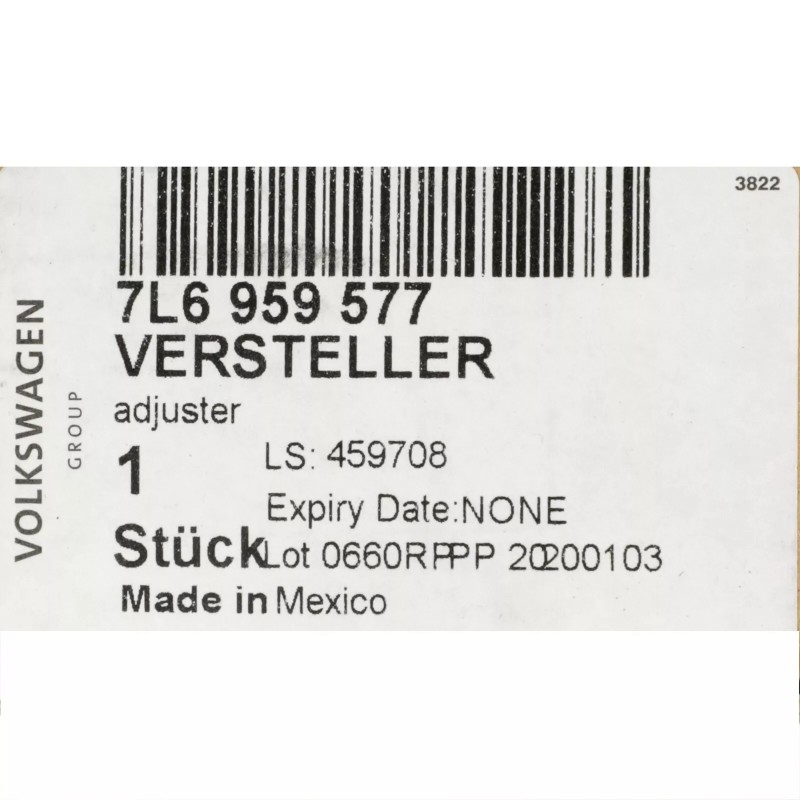 3822
7L6 959 577
VERSTELLER
adjuster
1
LS: 459708
Expiry Date:NONE
Stück
Lot 0660RPPP 20200103
Made in Mexico
VOLKSWAGEN
GROUP